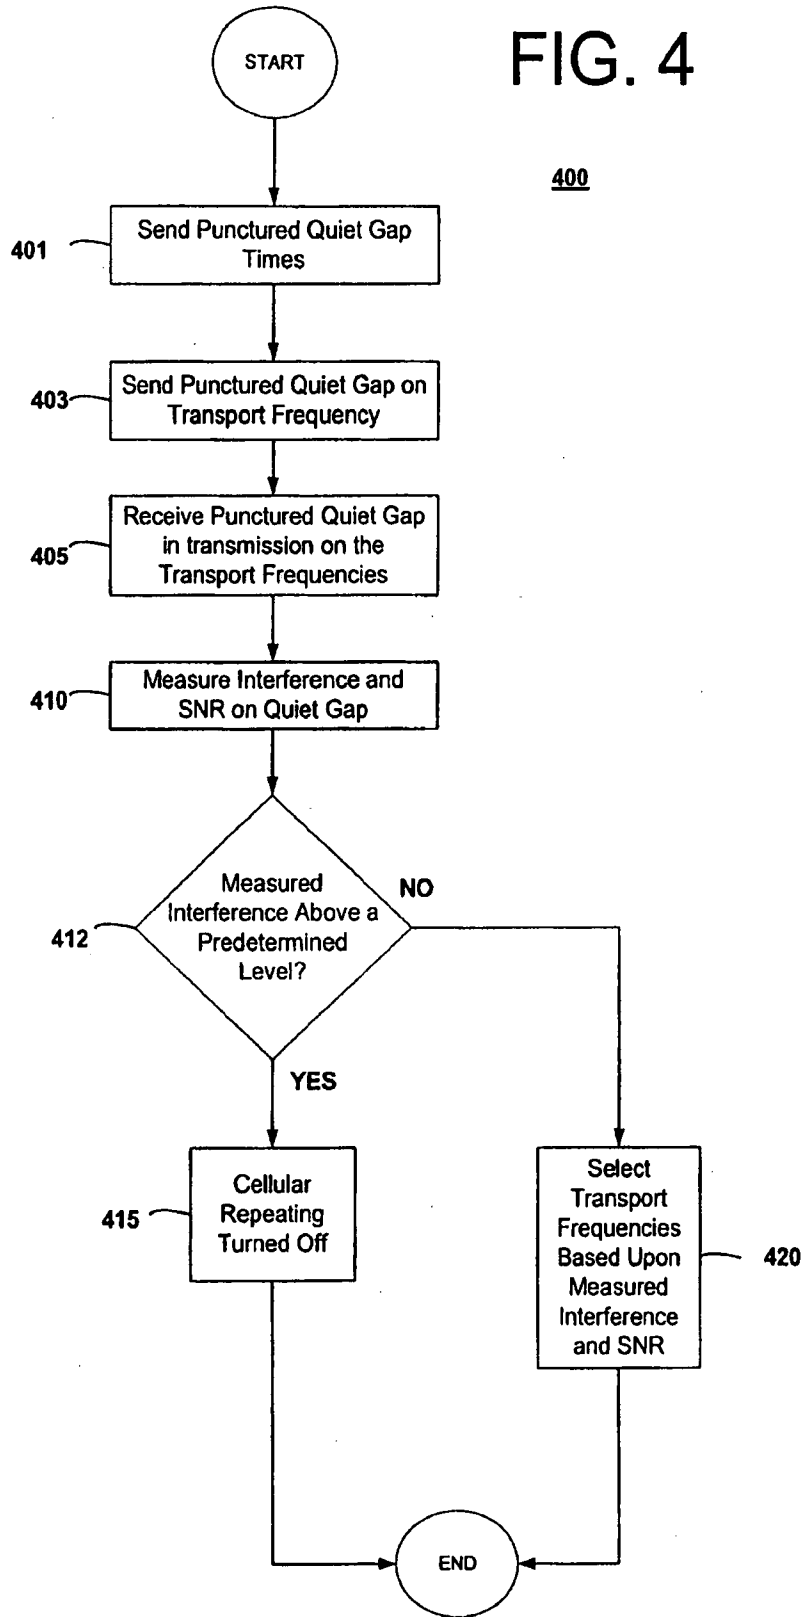 START
FIG. 4
400
401
Send Punctured Quiet Gap
Times
403
Send Punctured Quiet Gap on
Transport Frequency
405
Receive Punctured Quiet Gap
in transmission on the
Transport Frequencies
410
Measure Interference and
SNR on Quiet Gap
412
Measured
Interference Above a
Predetermined
Level?
NO
YES
415
Cellular
Repeating
Turned Off
Select
Transport
Frequencies
Based Upon
Measured
Interference
and SNR
420
END